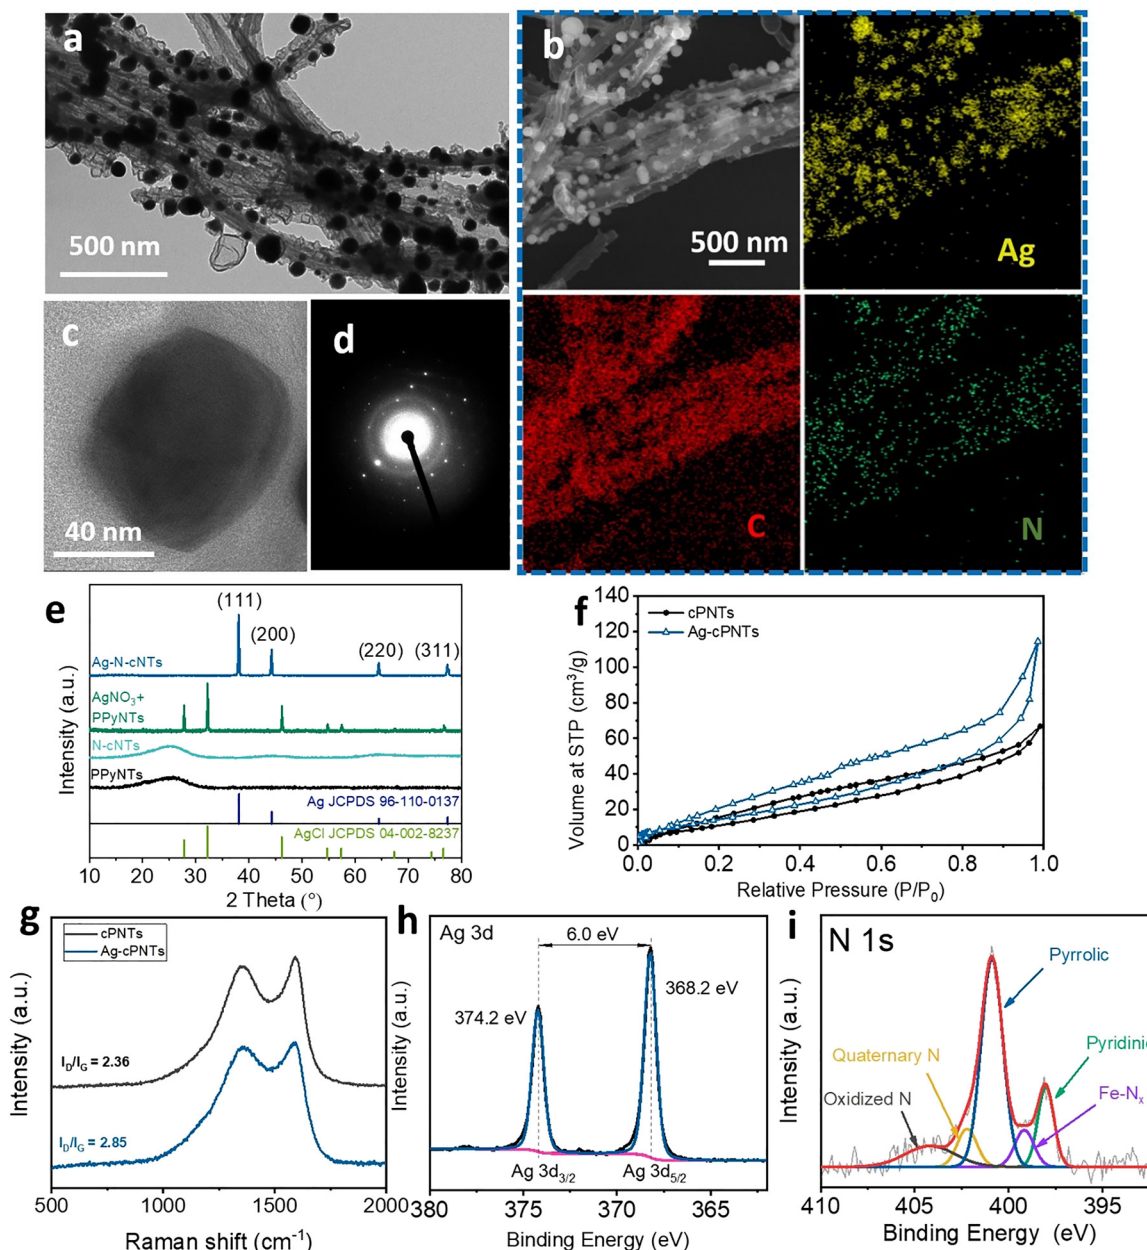 a
500 nm
b
500 nm
Ag
c
40 nm
d
C
N
e
(111)
(200)
(220)
(311)
Ag-N-cNTs
AgNO₃+
PPyNTs
N-cNTs
PPyNTs
Ag JCPDS 96-110-0137
AgCl JCPDS 04-002-8237
Intensity (a.u.)
10 20 30 40 50 60 70 80
2 Theta (°)
f
cPNTs
Ag-cPNTs
Volume at STP (cm³/g)
140
120
100
80
60
40
20
0
0.0 0.2 0.4 0.6 0.8 1.0
Relative Pressure (P/P₀)
g
cPNTs
Ag-cPNTs
I_D/I_G = 2.36
I_D/I_G = 2.85
Intensity (a.u.)
500 1000 1500 2000
Raman shift (cm⁻¹)
h
Ag 3d
6.0 eV
368.2 eV
374.2 eV
Ag 3d₃/₂
Ag 3d₅/₂
Intensity (a.u.)
380 375 370 365
Binding Energy (eV)
i
N 1s
Pyrrolic
Quaternary N
Pyridinic
Oxidized N
Fe-Nₓ
Intensity (a.u.)
410 405 400 395
Binding Energy (eV)